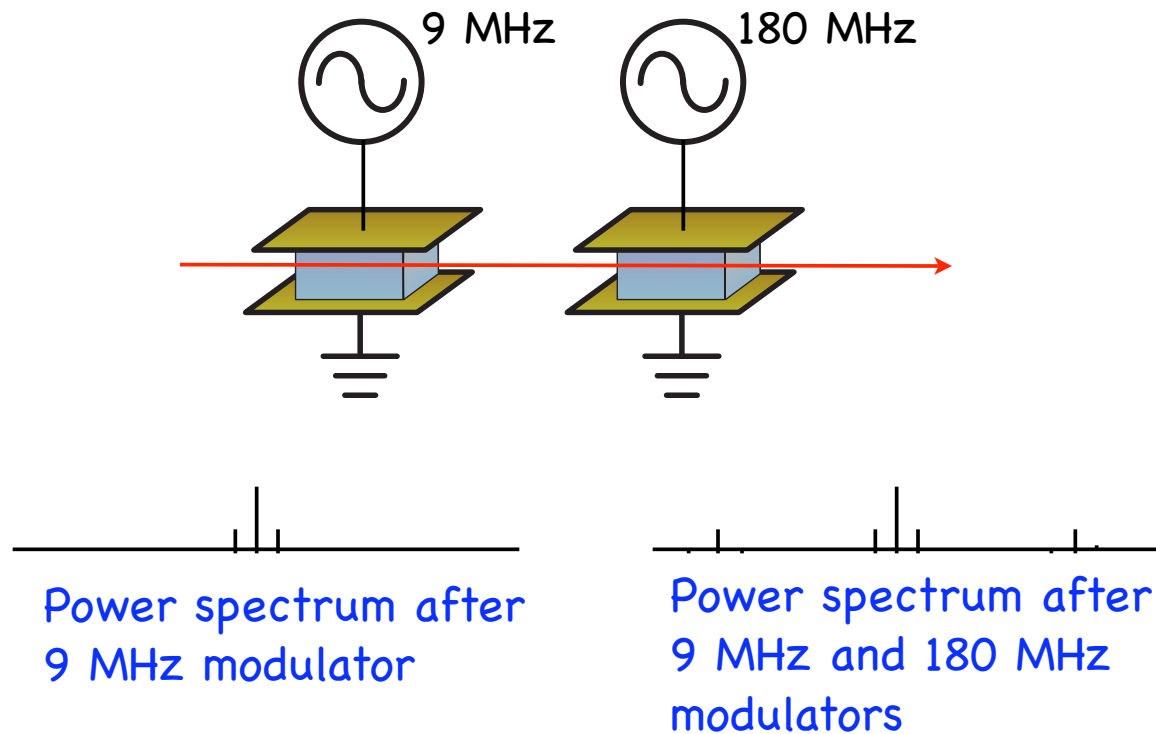 9 MHz
180 MHz
Power spectrum after
9 MHz modulator
Power spectrum after
9 MHz and 180 MHz
modulators